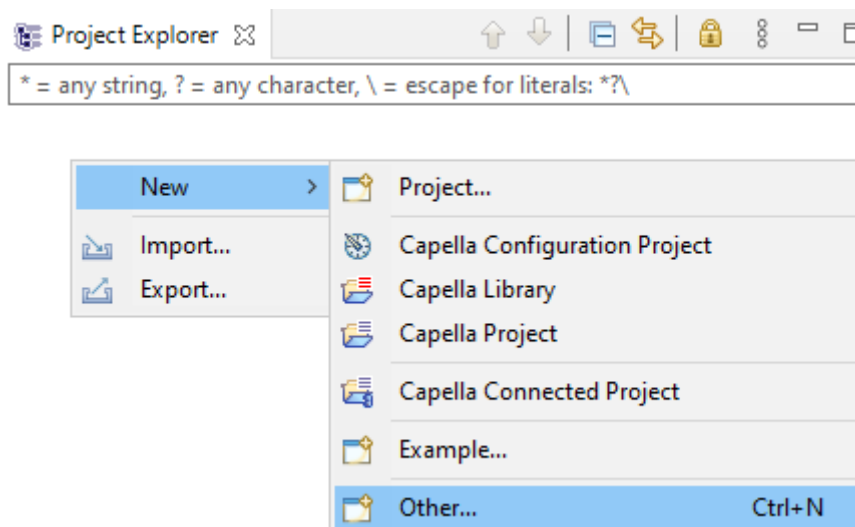 Project Explorer
* = any string, ? = any character, \ = escape for literals: *?\
New
Import...
Export...
Project...
Capella Configuration Project
Capella Library
Capella Project
Capella Connected Project
Example...
Other... Ctrl+N